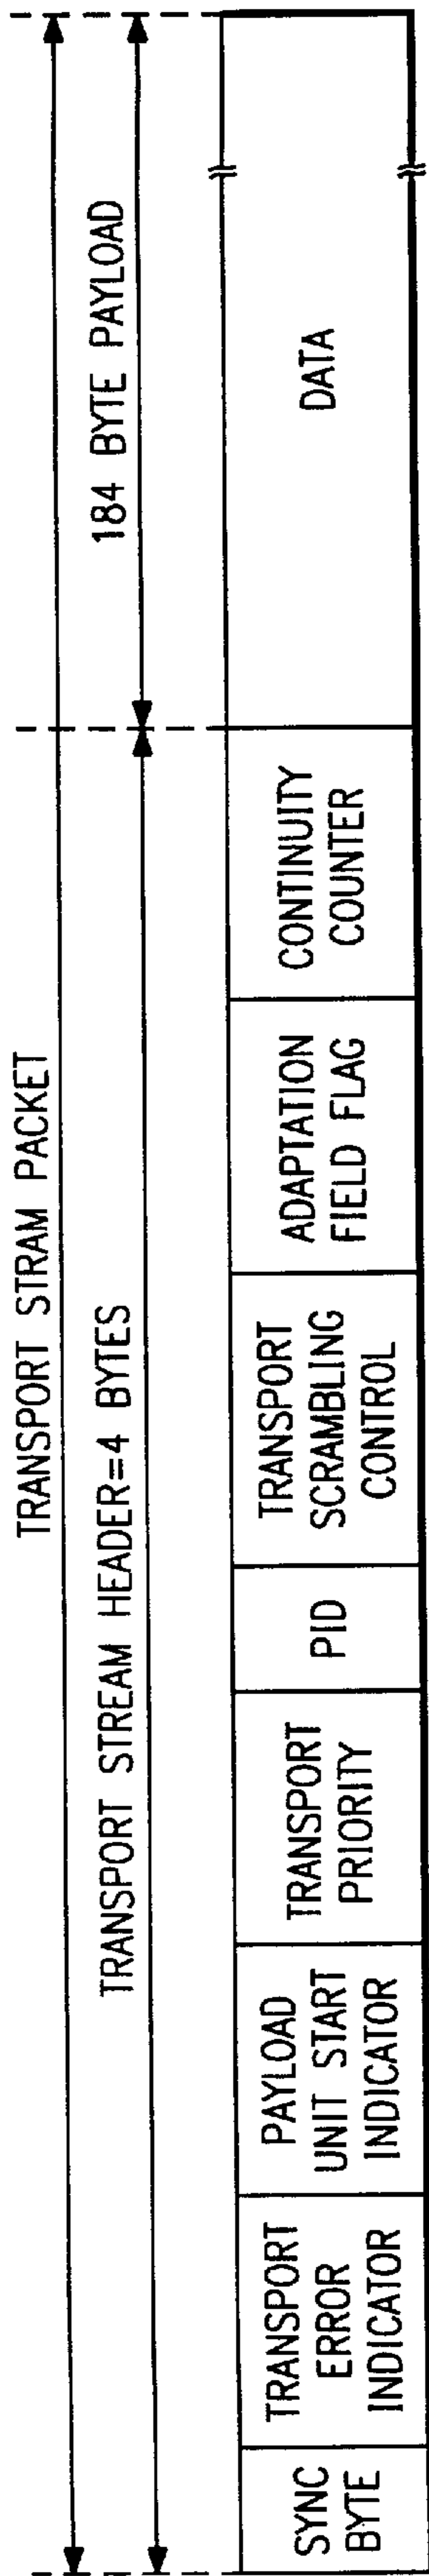 TRANSPORT STRAM PACKET
TRANSPORT STREAM HEADER=4 BYTES
184 BYTE PAYLOAD
SYNC
BYTE
TRANSPORT
ERROR
INDICATOR
PAYLOAD
UNIT START
INDICATOR
TRANSPORT
PRIORITY
PID
TRANSPORT
SCRAMBLING
CONTROL
ADAPTATION
FIELD FLAG
CONTINUITY
COUNTER
DATA